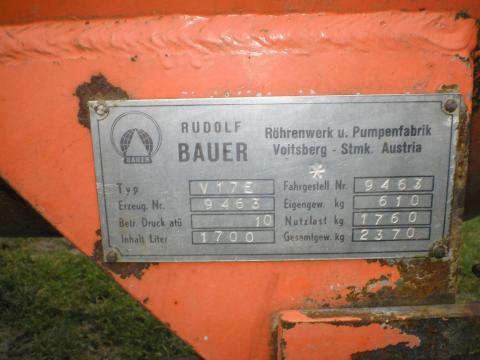 BAUER
RUDOLF
BAUER
Röhrenwerk u. Pumpenfabrik
Voitsberg - Stmk. Austria
Typ V17E
Erzeug. Nr. 9463
Betr. Druck atü 10
Inhalt Liter 1700
Fahrgestell Nr. 9463
Eigengew. kg 610
Nutzlast kg 1760
Gesamtgew. kg 2370